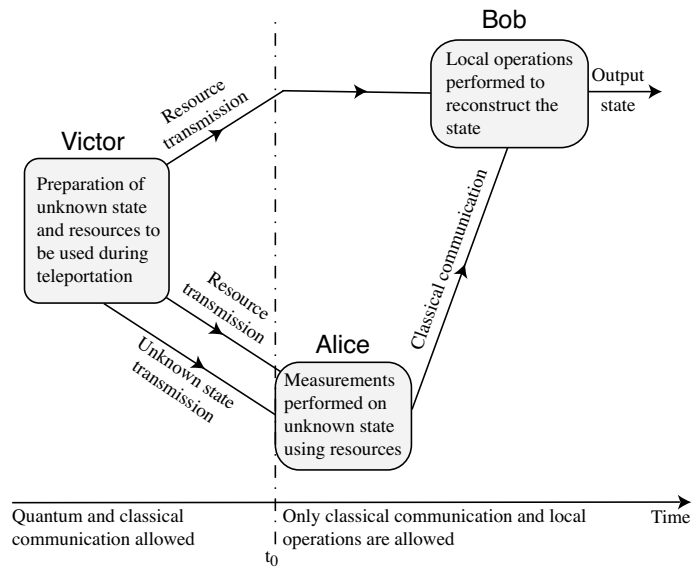 Bob
Local operations
performed to
reconstruct the
state
Output
state
Resource
transmission
Victor
Preparation of
unknown state
and resources to
be used during
teleportation
Resource
transmission
Unknown state
transmission
Classical communication
Alice
Measurements
performed on
unknown state
using resources
Quantum and classical
communication allowed
t0
Only classical communication and local
operations are allowed
Time